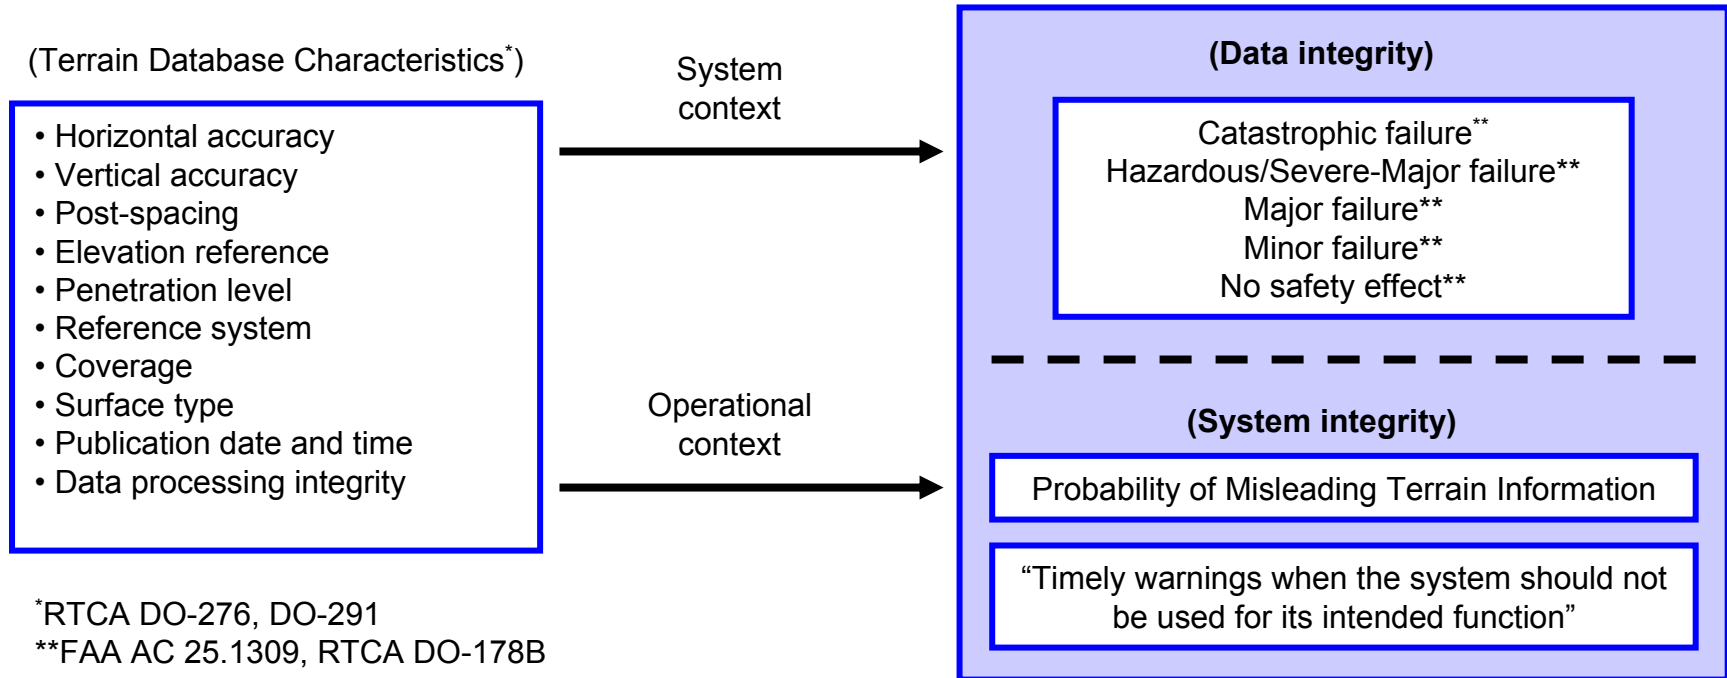 (Terrain Database Characteristics*)
• Horizontal accuracy
• Vertical accuracy
• Post-spacing
• Elevation reference
• Penetration level
• Reference system
• Coverage
• Surface type
• Publication date and time
• Data processing integrity
*RTCA DO-276, DO-291
**FAA AC 25.1309, RTCA DO-178B
System
context
Operational
context
(Data integrity)
Catastrophic failure**
Hazardous/Severe-Major failure**
Major failure**
Minor failure**
No safety effect**
(System integrity)
Probability of Misleading Terrain Information
“Timely warnings when the system should not
be used for its intended function”